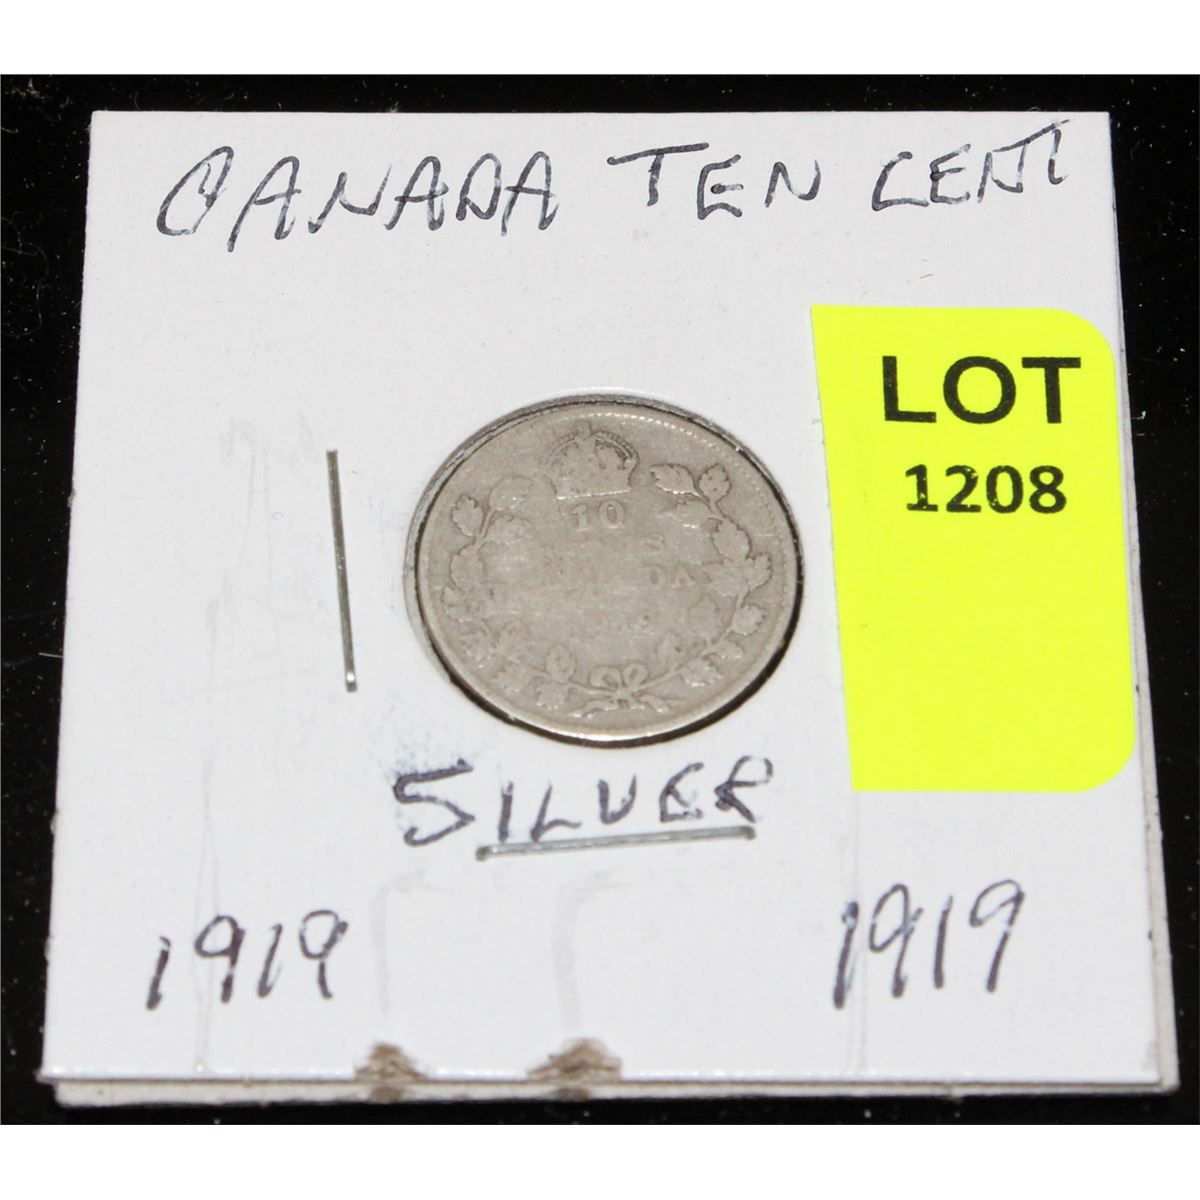 CANADA TEN CENT
LOT
1208
10
SILVER
1919 1919